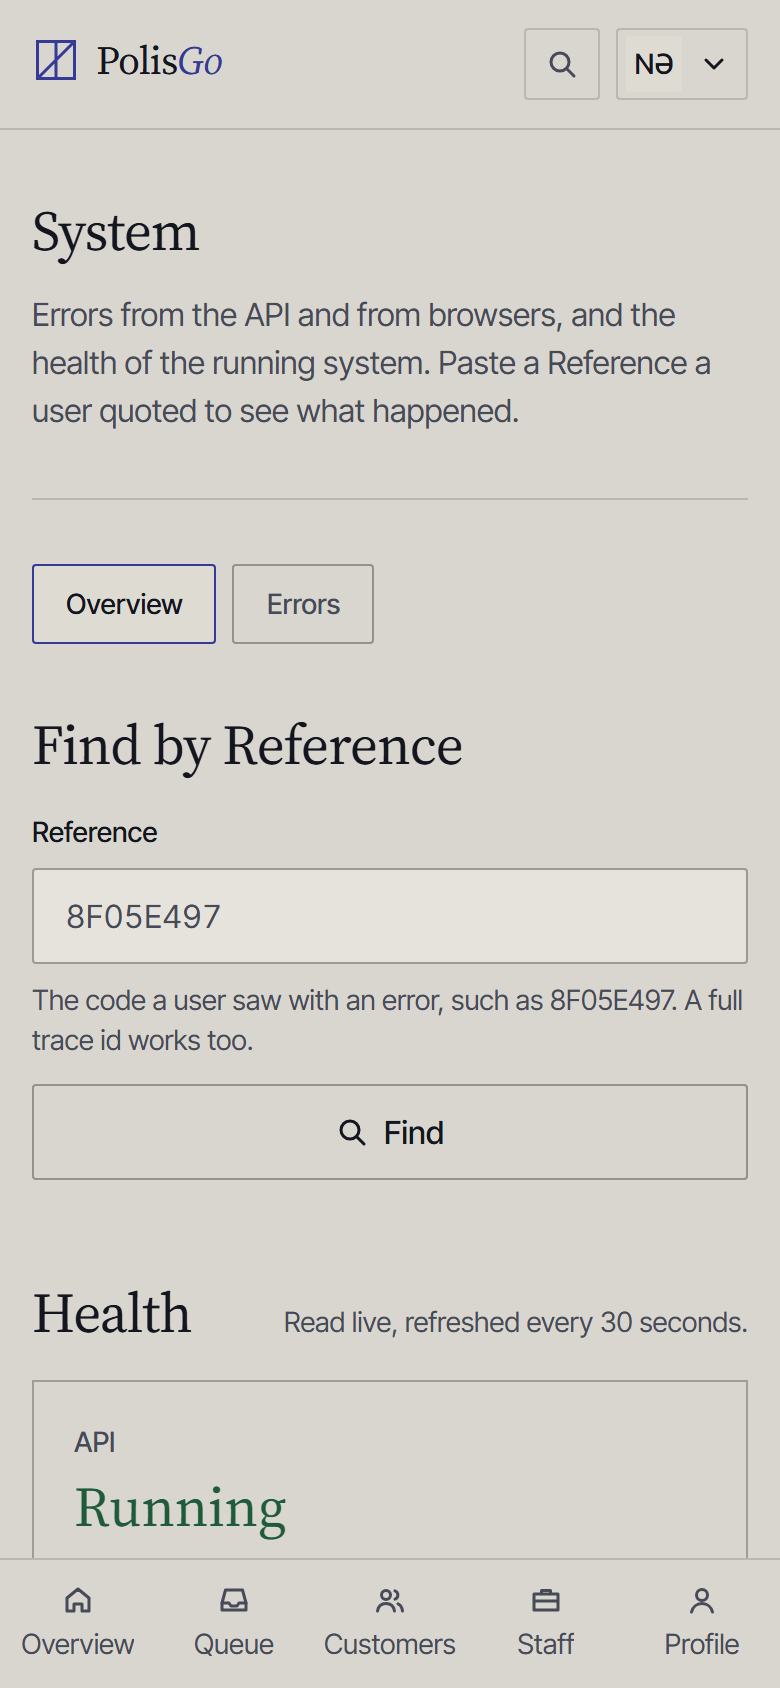 PolisGo
NƏ
System
Errors from the API and from browsers, and the
health of the running system. Paste a Reference a
user quoted to see what happened.
Overview
Errors
Find by Reference
Reference
8F05E497
The code a user saw with an error, such as 8F05E497. A full
trace id works too.
Find
Health
Read live, refreshed every 30 seconds.
API
Running
Overview
Queue
Customers
Staff
Profile